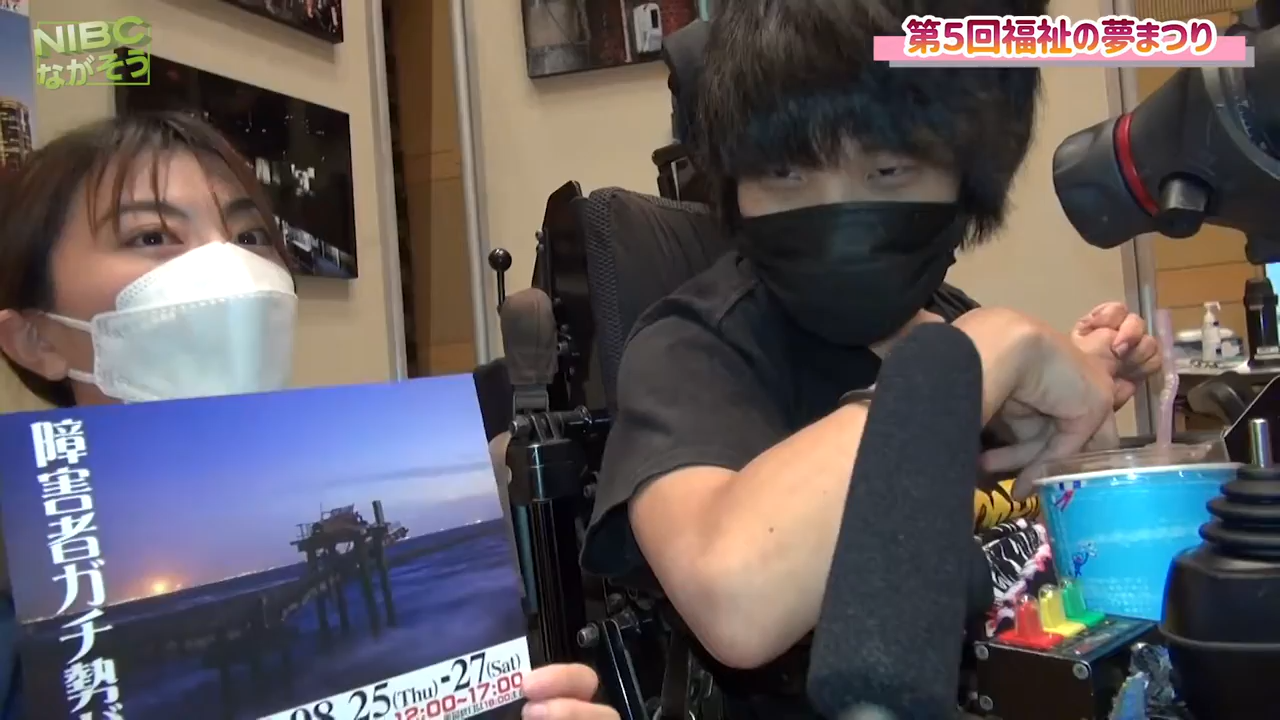 NIBC
ながそう
第5回福祉の夢まつり
障害者ガチ勢が
08.25(Thu)-27(Sat)
12:00~17:00